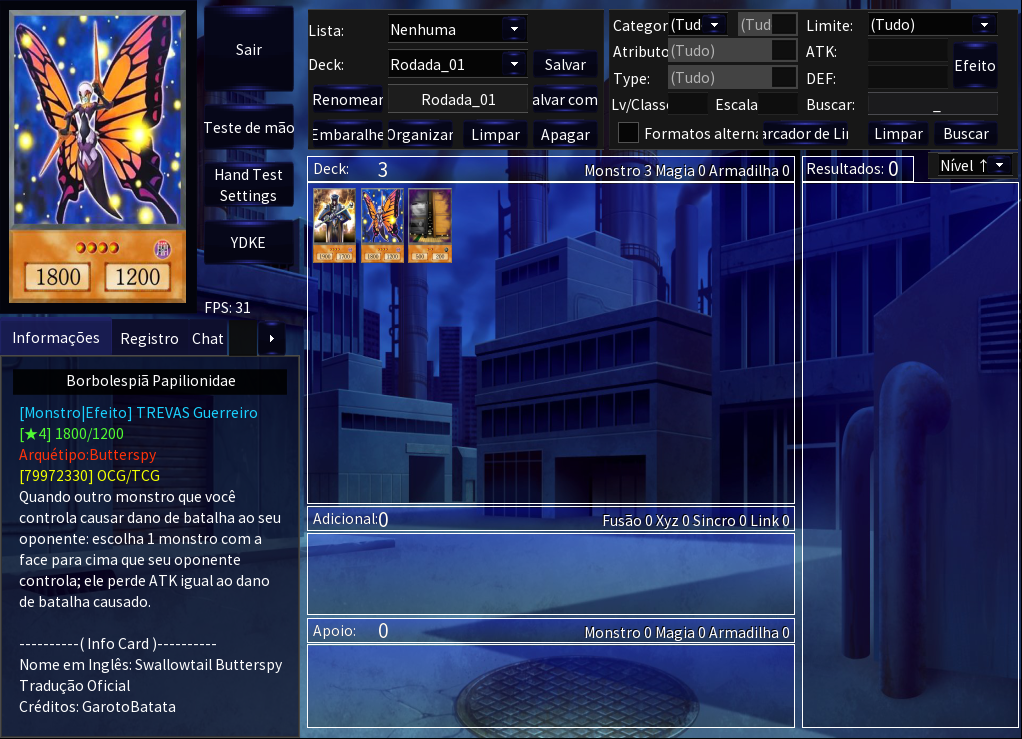 1800 1200
Sair
Teste de mão
Hand Test
Settings
YDKE
FPS: 31
Lista: Nenhuma
Deck: Rodada_01 Salvar
Renomear Rodada_01 alvar com
Embaralhe Organizar Limpar Apagar
Categor (Tud (Tud Limite: (Tudo)
Atributo (Tudo) ATK:
Efeito
Type: (Tudo) DEF:
Lv/Classe Escala Buscar: _
Formatos altern arcador de Li Limpar Buscar
Deck: 3 Monstro 3 Magia 0 Armadilha 0
Resultados: 0 Nível ↑
Informações Registro Chat
Borbolespiã Papilionidae
[Monstro|Efeito] TREVAS Guerreiro
[★4] 1800/1200
Arquétipo:Butterspy
[79972330] OCG/TCG
Quando outro monstro que você
controla causar dano de batalha ao seu
oponente: escolha 1 monstro com a
face para cima que seu oponente
controla; ele perde ATK igual ao dano
de batalha causado.
----------( Info Card )----------
Nome em Inglês: Swallowtail Butterspy
Tradução Oficial
Créditos: GarotoBatata
Adicional: 0 Fusão 0 Xyz 0 Sincro 0 Link 0
Apoio: 0 Monstro 0 Magia 0 Armadilha 0